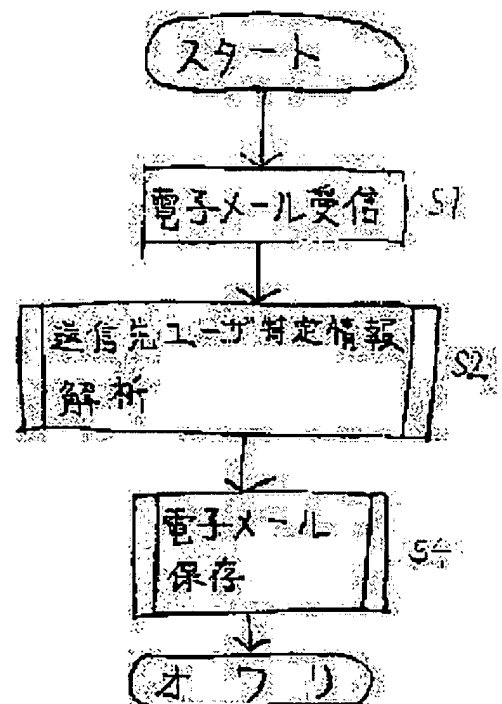 スタート
電子メール受信 S1
送信先ユーザ特定情報 S2
解析
電子メール S4
保存
オワリ